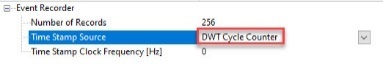 Event Recorder
Number of Records 256
Time Stamp Source DWT Cycle Counter
Time Stamp Clock Frequency [Hz] 0